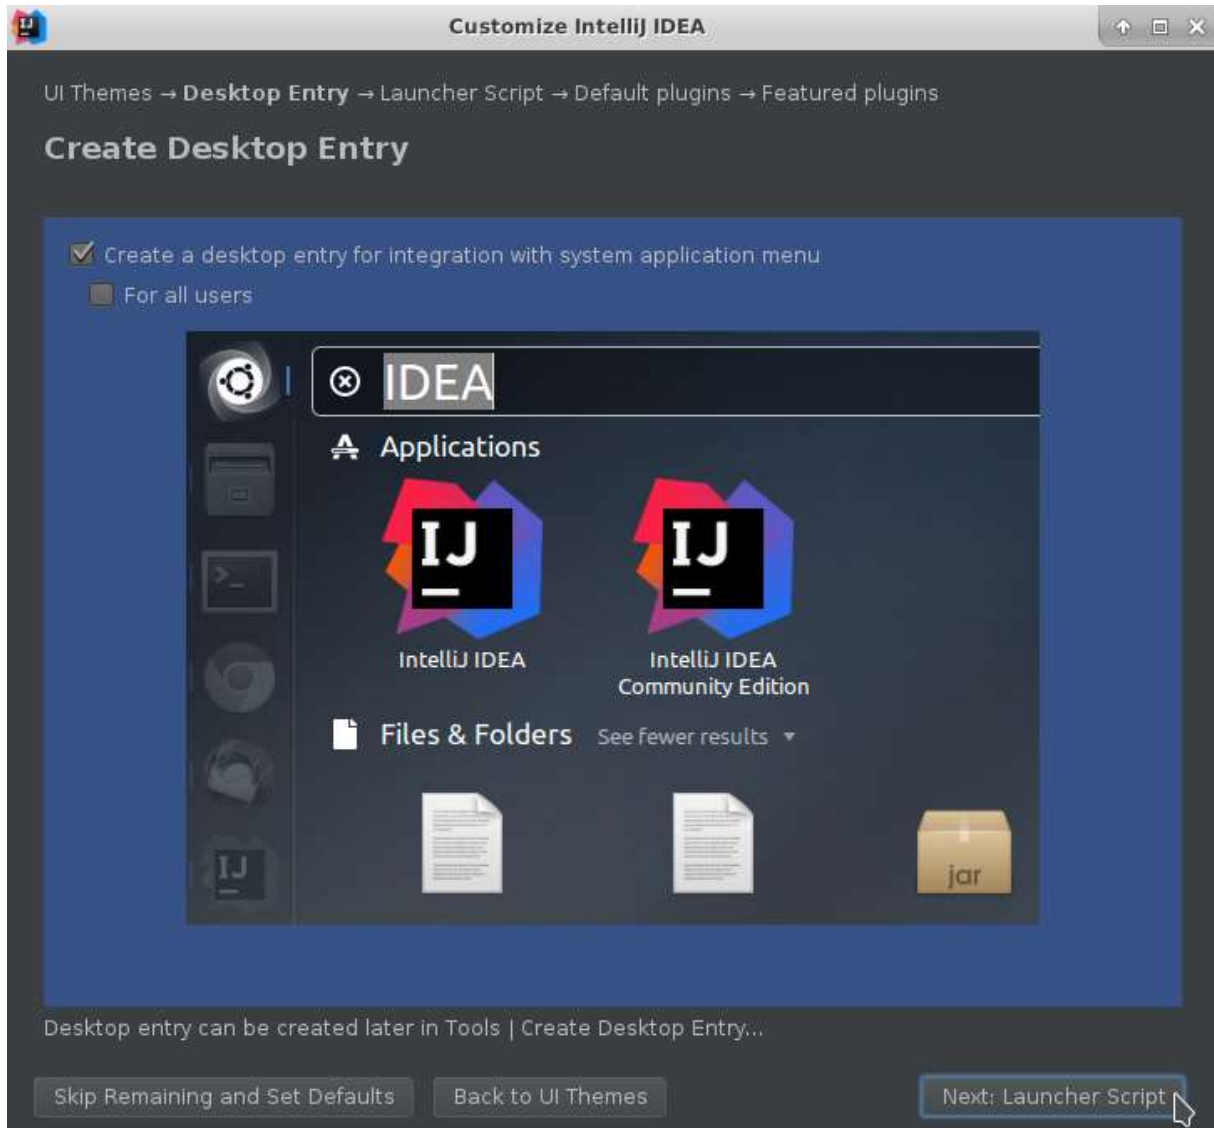 Customize IntelliJ IDEA
UI Themes → Desktop Entry → Launcher Script → Default plugins → Featured plugins
Create Desktop Entry
Create a desktop entry for integration with system application menu
For all users
IDEA
Applications
IJ
IJ
IntelliJ IDEA
IntelliJ IDEA
Community Edition
Files & Folders See fewer results
IJ
jar
Desktop entry can be created later in Tools | Create Desktop Entry...
Skip Remaining and Set Defaults
Back to UI Themes
Next: Launcher Script